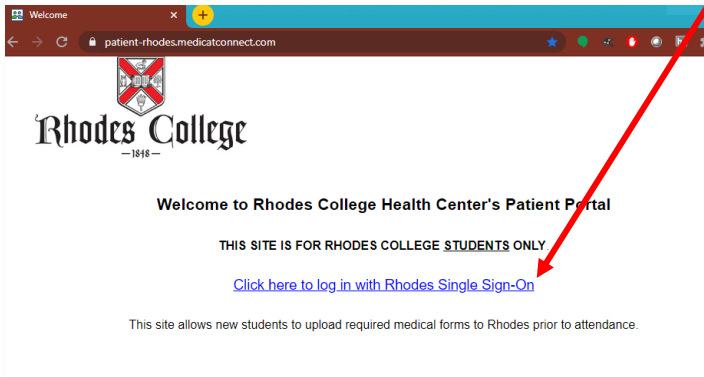 Welcome
patient-rhodes.medicatconnect.com
Rhodes College
—1848—
Welcome to Rhodes College Health Center's Patient Portal
THIS SITE IS FOR RHODES COLLEGE STUDENTS ONLY.
Click here to log in with Rhodes Single Sign-On
This site allows new students to upload required medical forms to Rhodes prior to attendance.